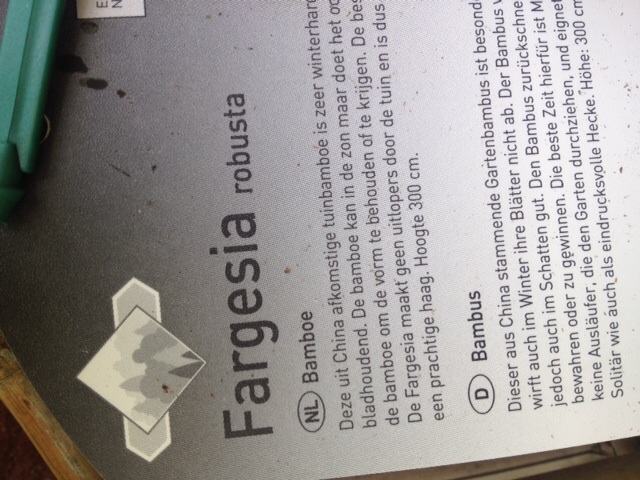 Fargesia robusta
NL Bamboe
Deze uit China afkomstige tuinbamboe is zeer winterhard
bladhoudend. De bamboe kan in de zon maar doet het oo
de bamboe om de vorm te behouden of te krijgen. De bes
De Fargesia maakt geen uitlopers door de tuin en is dus
een prachtige haag. Hoogte 300 cm.
D Bambus
Dieser aus China stammende Gartenbambus ist besond
wirft auch im Winter ihre Blätter nicht ab. Der Bambus
jedoch auch im Schatten gut. Den Bambus zurückschne
bewahren oder zu gewinnen. Die beste Zeit hierfür ist M
keine Ausläufer, die den Garten durchziehen, und eignet
Solitär wie auch als eindrucksvolle Hecke. Höhe: 300 cm